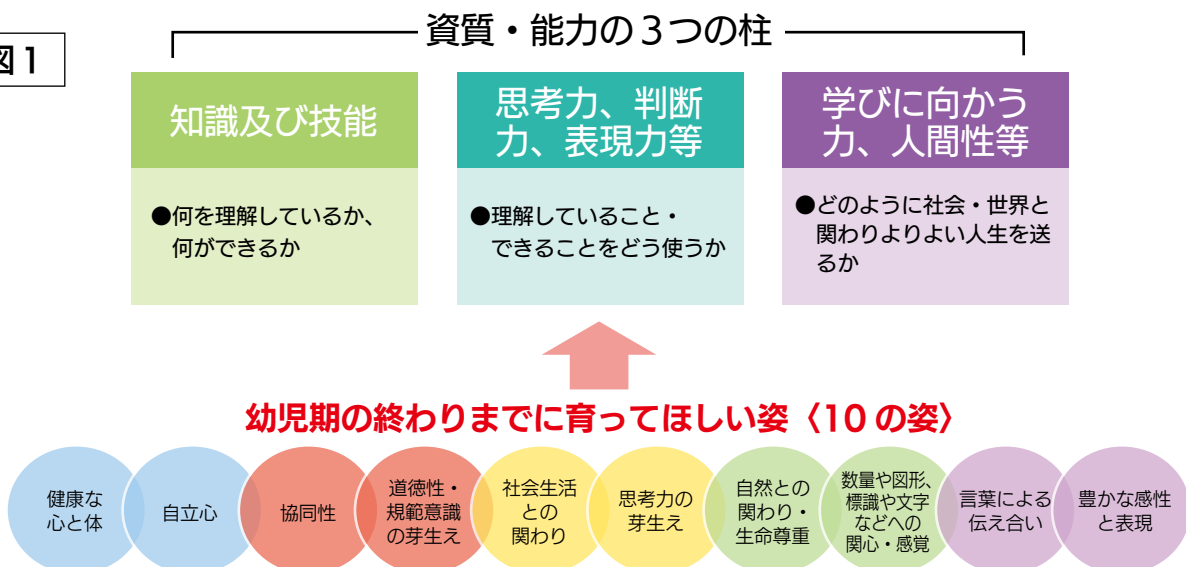 図1
資質・能力の3つの柱
知識及び技能
●何を理解しているか、
何ができるか
思考力、判断
力、表現力等
●理解していること・
できることをどう使うか
学びに向かう
力、人間性等
●どのように社会・世界と
関わりよりよい人生を送
るか
幼児期の終わりまでに育ってほしい姿〈10の姿〉
健康な
心と体
自立心
協同性
道徳性・
規範意識
の芽生え
社会生活
との
関わり
思考力の
芽生え
自然との
関わり・
生命尊重
数量や図形、
標識や文字
などへの
関心・感覚
言葉による
伝え合い
豊かな感性
と表現